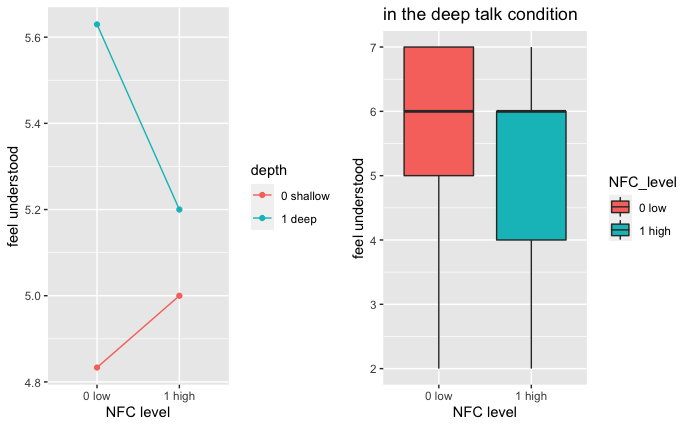 feel understood
5.6
5.4
5.2
5.0
4.8
0 low
1 high
NFC level
depth
0 shallow
1 deep
in the deep talk condition
feel understood
7
6
5
4
3
2
0 low
1 high
NFC level
NFC_level
0 low
1 high